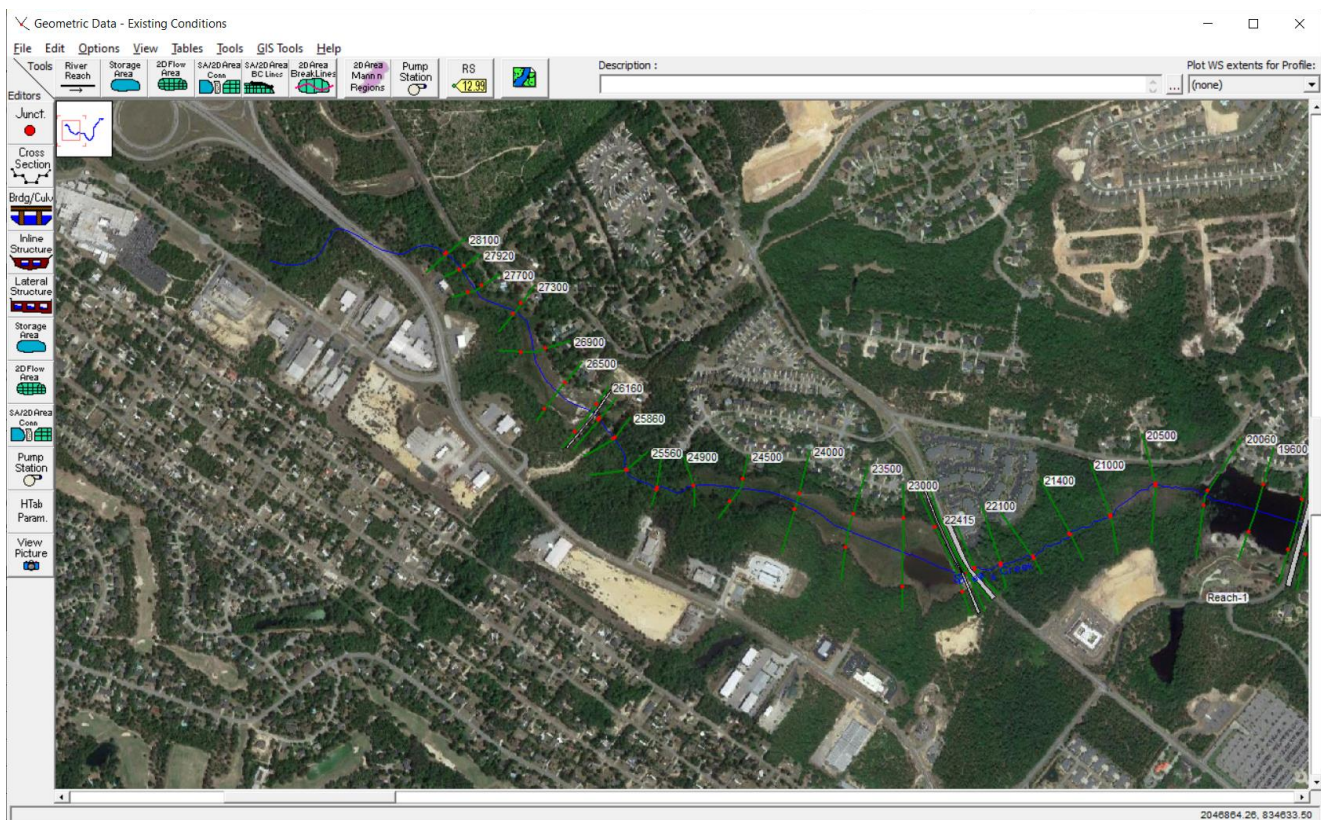 Geometric Data - Existing Conditions
File Edit Options View Tables Tools GIS Tools Help
Tools
Editors
River Reach
Storage Area
2D Flow Area
SA/2D Area Conn
SA/2D Area BC Lines
2D Area BreakLines
2D Area Mann n Regions
Pump Station
RS
12.99
Description :
...
Plot WS extents for Profile:
(none)
Junct.
Cross Section
Brdg/Culv
Inline Structure
Lateral Structure
Storage Area
2D Flow Area
SA/2D Area Conn
Pump Station
HTab Param.
View Picture
28100
27920
27700
27300
26900
26500
26160
25860
25560
24900
24500
24000
23500
23000
22415
22100
21400
21000
20500
20060
19600
Reach-1
2046864.26, 834633.50